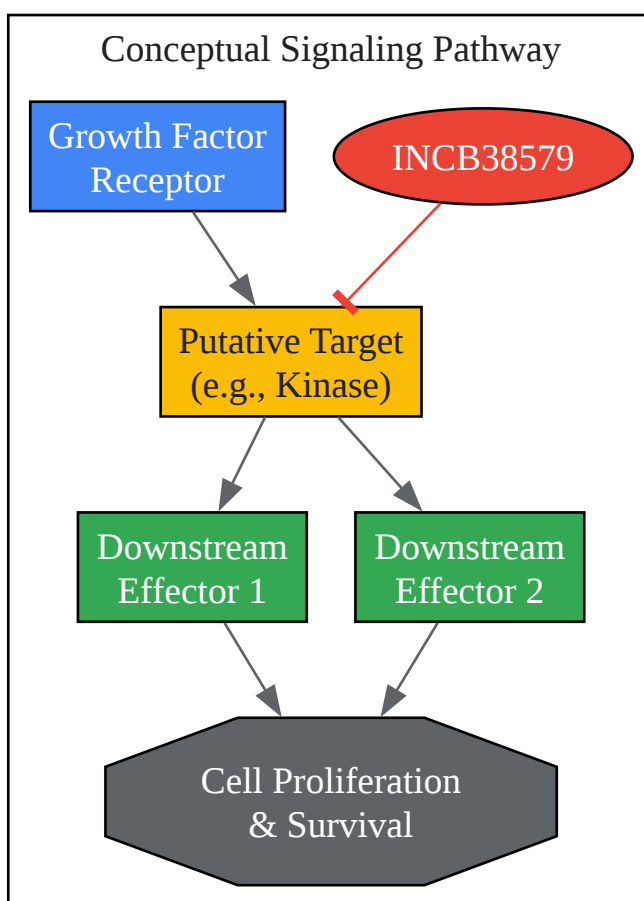 Conceptual Signaling Pathway
Growth Factor
Receptor
INCB38579
Putative Target
(e.g., Kinase)
Downstream
Effector 1
Downstream
Effector 2
Cell Proliferation
& Survival